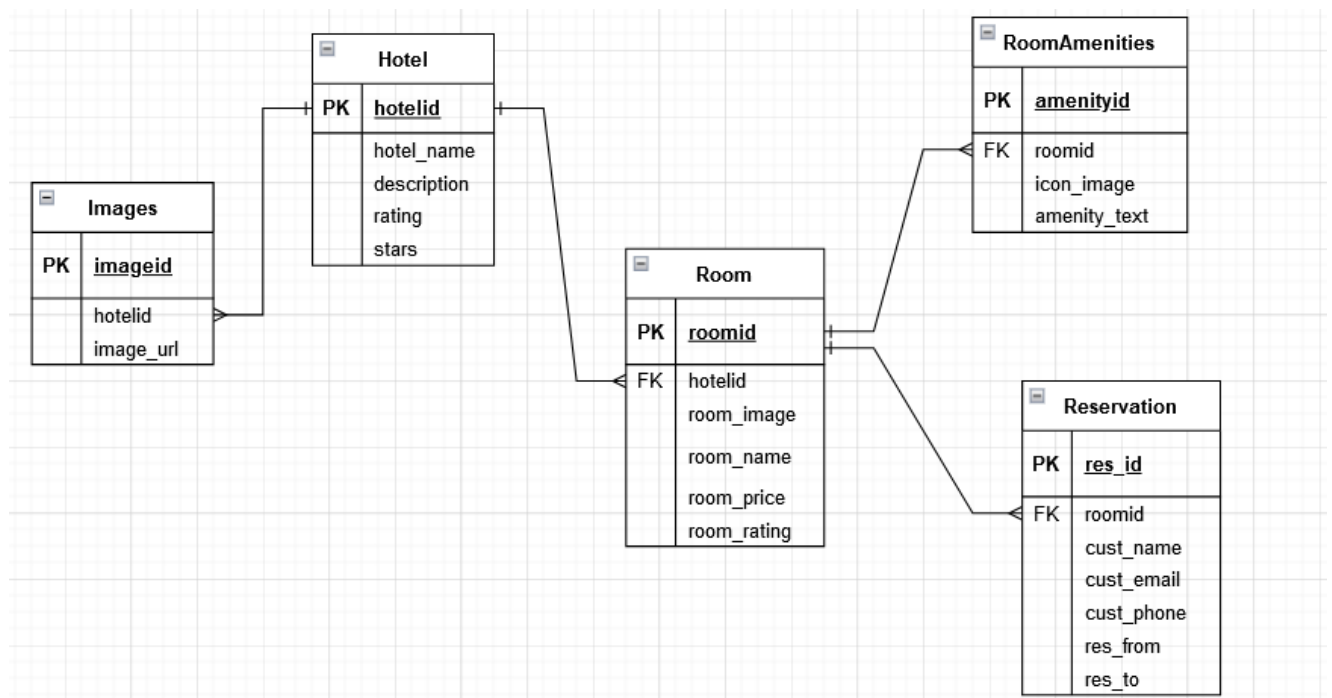 Hotel
PK hotelid
hotel_name
description
rating
stars
Images
PK imageid
hotelid
image_url
Room
PK roomid
FK hotelid
room_image
room_name
room_price
room_rating
RoomAmenities
PK amenityid
FK roomid
icon_image
amenity_text
Reservation
PK res_id
FK roomid
cust_name
cust_email
cust_phone
res_from
res_to